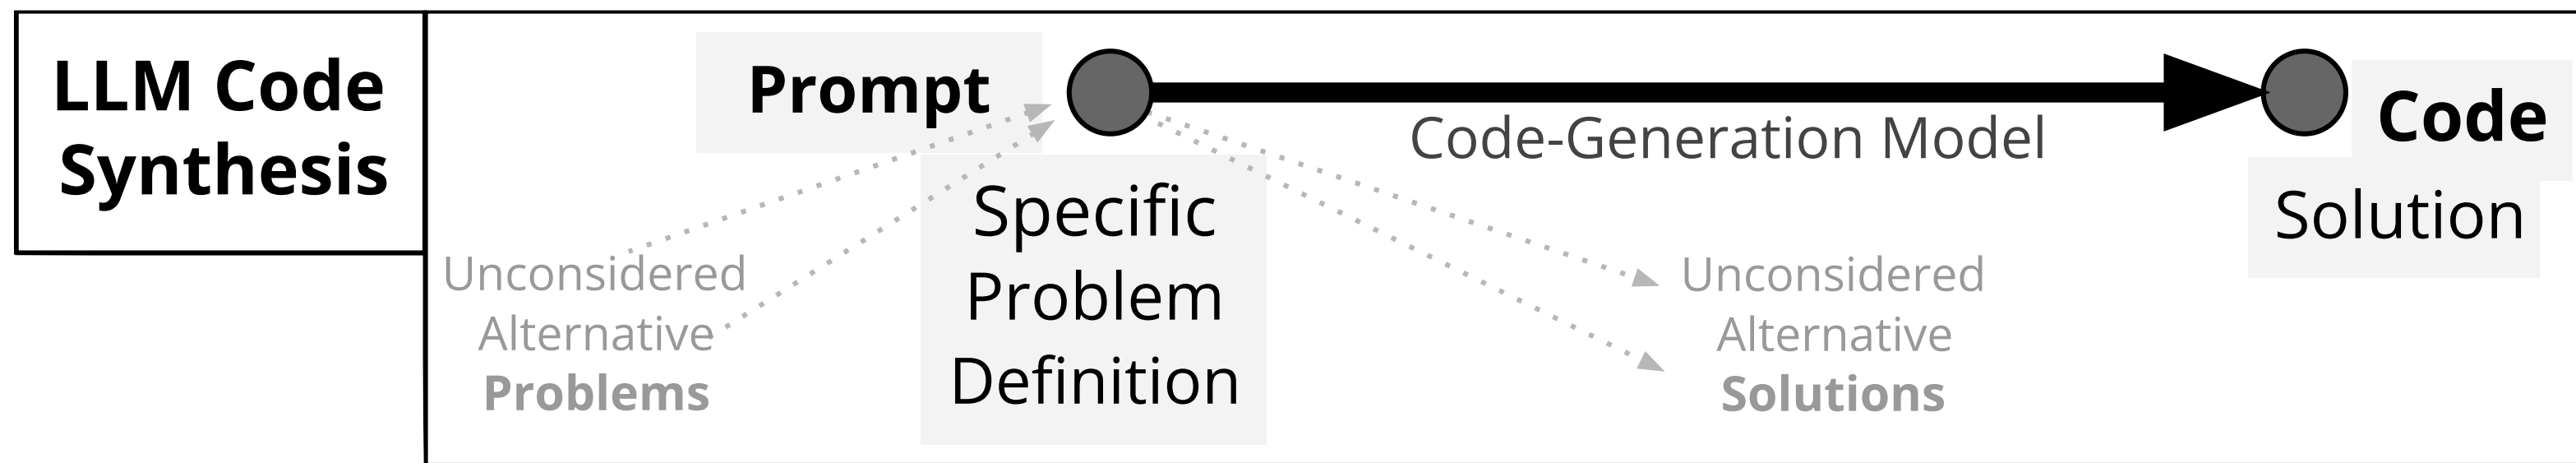 LLM Code
Synthesis
Prompt
Specific
Problem
Definition
Unconsidered
Alternative
Problems
Code-Generation Model
Unconsidered
Alternative
Solutions
Code
Solution